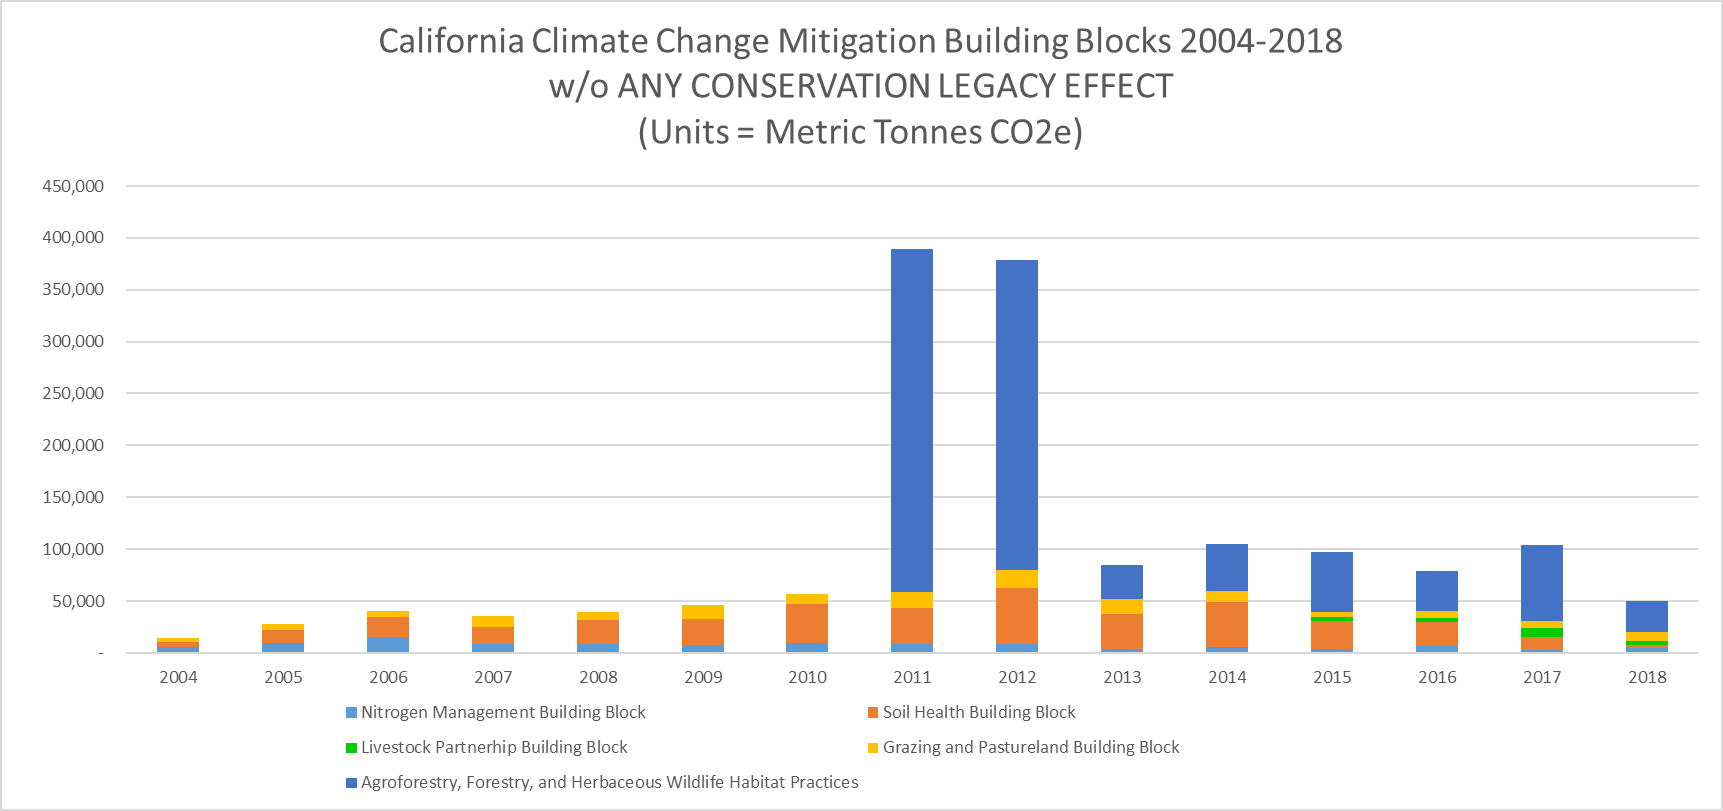 California Climate Change Mitigation Building Blocks 2004-2018
w/o ANY CONSERVATION LEGACY EFFECT
(Units = Metric Tonnes CO2e)
450,000
400,000
350,000
300,000
250,000
200,000
150,000
100,000
50,000
-
2004 2005 2006 2007 2008 2009 2010 2011 2012 2013 2014 2015 2016 2017 2018
Nitrogen Management Building Block Soil Health Building Block
Livestock Partnerhip Building Block Grazing and Pastureland Building Block
Agroforestry, Forestry, and Herbaceous Wildlife Habitat Practices